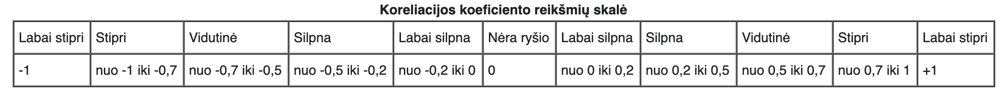 Koreliacijos koeficiento reikšmių skalė
Labai stipri Stipri Vidutinė Silpna Labai silpna Nėra ryšio Labai silpna Silpna Vidutinė Stipri Labai stipri
-1 nuo -1 iki -0,7 nuo -0,7 iki -0,5 nuo -0,5 iki -0,2 nuo -0,2 iki 0 0 nuo 0 iki 0,2 nuo 0,2 iki 0,5 nuo 0,5 iki 0,7 nuo 0,7 iki 1 +1